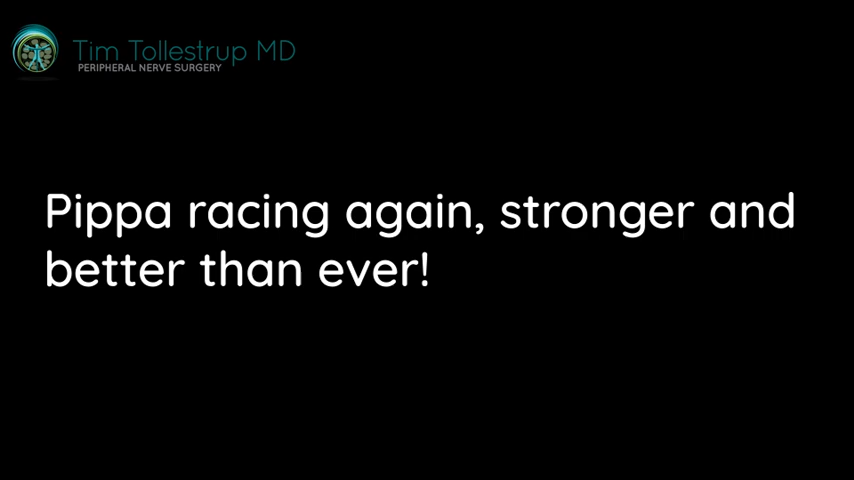 Tim Tollestrup MD
PERIPHERAL NERVE SURGERY
Pippa racing again, stronger and
better than ever!